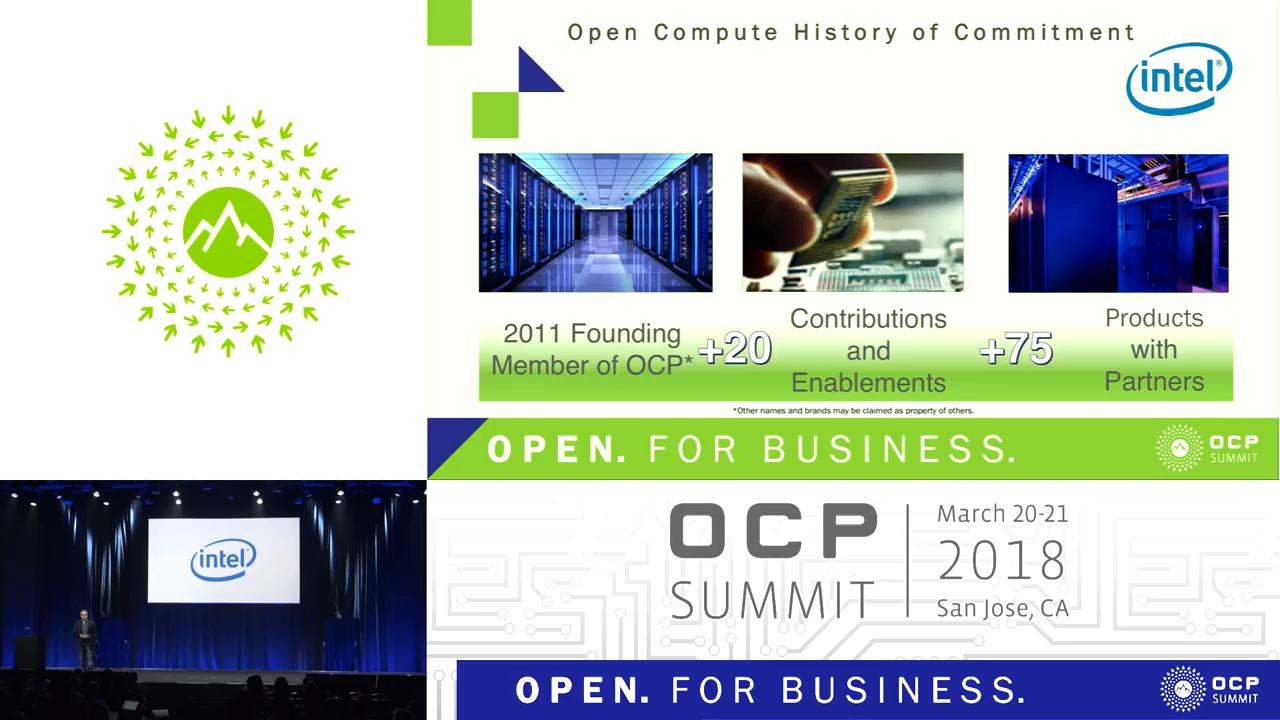 Open Compute History of Commitment
intel®
2011 Founding
Member of OCP*
+20
Contributions
and
Enablements
+75
Products
with
Partners
*Other names and brands may be claimed as property of others.
OPEN. FOR BUSINESS.
OCP
SUMMIT
intel
OCP
SUMMIT
March 20-21
2018
San Jose, CA
OPEN. FOR BUSINESS.
OCP
SUMMIT